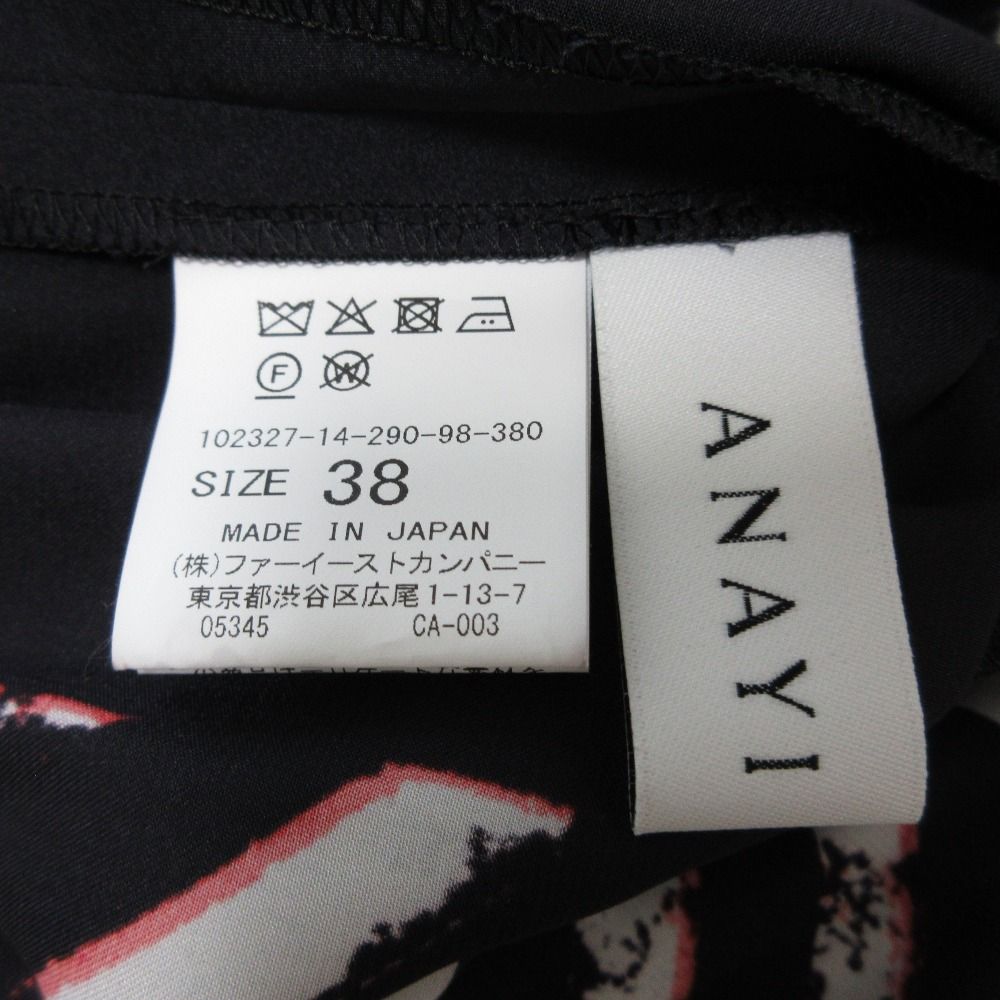 F
W
102327-14-290-98-380
SIZE 38
MADE IN JAPAN
(株)ファーイーストカンパニー
東京都渋谷区広尾1-13-7
05345 CA-003
ANAYI